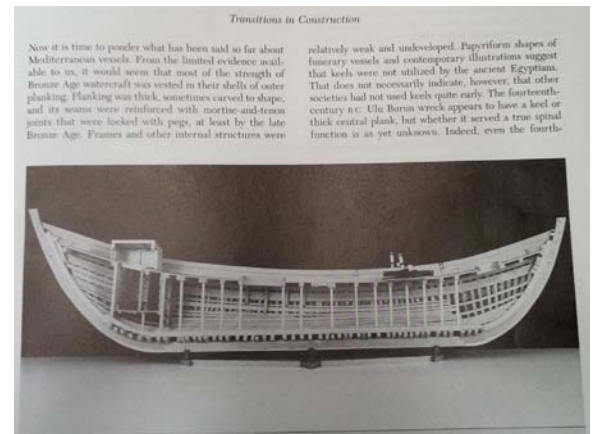 Transitions in Construction
Now it is time to ponder what has been said so far about
Mediterranean vessels. From the limited evidence avail-
able to us, it would seem that most of the strength of
Bronze Age watercraft was vested in their shells of outer
planking. Planking was thick, sometimes carved to shape,
and its seams were reinforced with mortise-and-tenon
joints that were locked with pegs, at least by the late
Bronze Age. Frames and other internal structures were
relatively weak and undeveloped. Papyriform shapes of
funerary vessels and contemporary illustrations suggest
that keels were not utilized by the ancient Egyptians.
That does not necessarily indicate, however, that other
societies had not used keels quite early. The fourteenth-
century B.C. Ulu Burun wreck appears to have a keel or
thick central plank, but whether it served a true spinal
function is as yet unknown. Indeed, even the fourth-